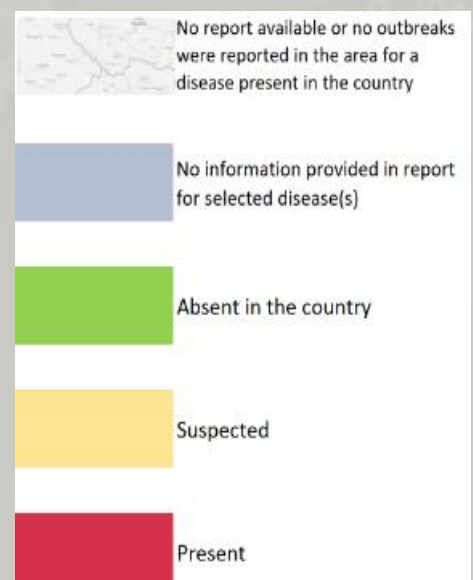 No report available or no outbreaks
were reported in the area for a
disease present in the country
No information provided in report
for selected disease(s)
Absent in the country
Suspected
Present